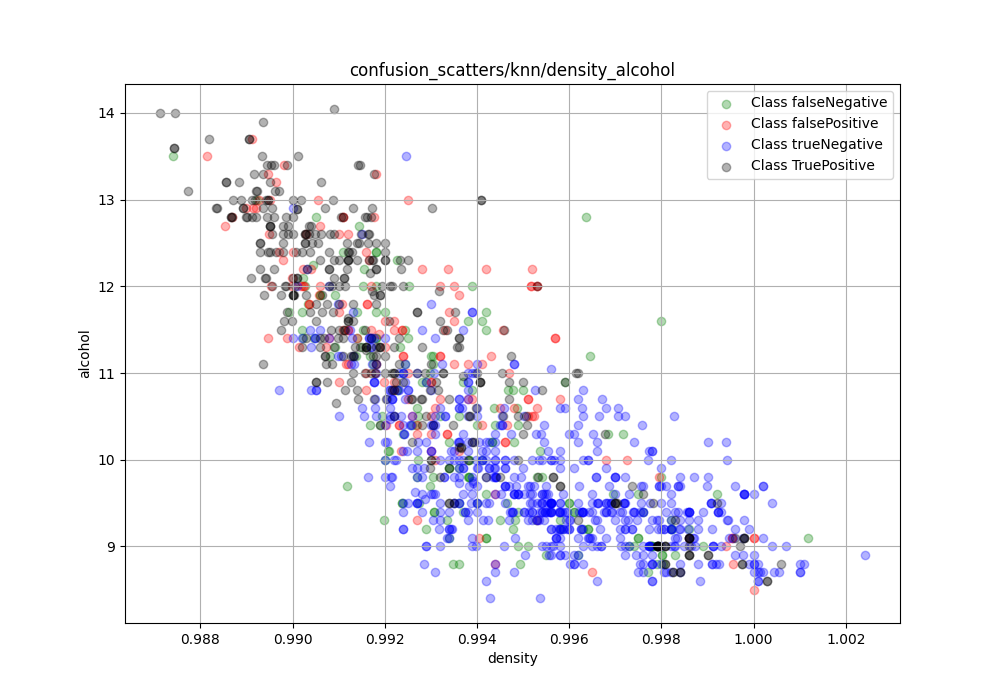 confusion_scatters/knn/density_alcohol
Class falseNegative
Class falsePositive
Class trueNegative
Class TruePositive
14
13
12
11
10
9
alcohol
0.988 0.990 0.992 0.994 0.996 0.998 1.000 1.002
density